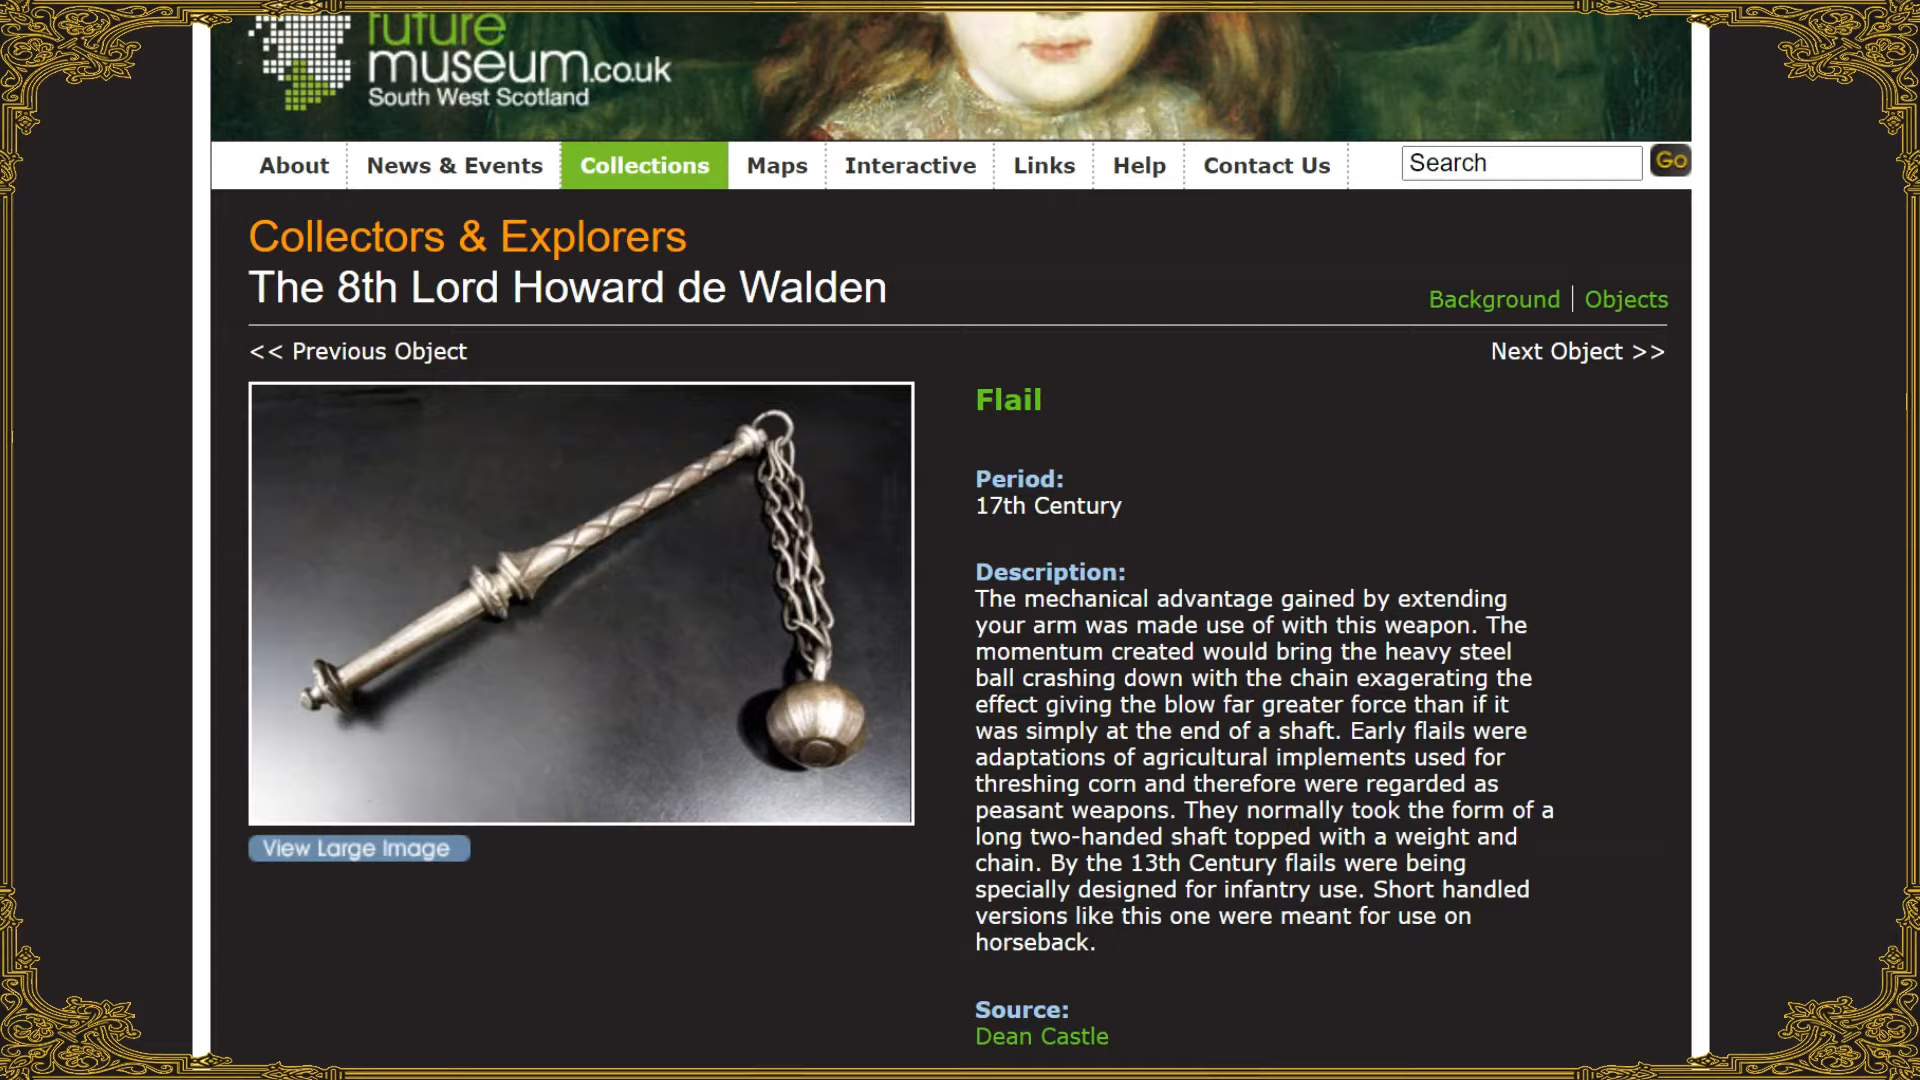 future
museum.co.uk
South West Scotland
About
News & Events
Collections
Maps
Interactive
Links
Help
Contact Us
Search
Go
Collectors & Explorers
The 8th Lord Howard de Walden
Background | Objects
<< Previous Object
Next Object >>
Flail
Period:
17th Century
Description:
The mechanical advantage gained by extending
your arm was made use of with this weapon. The
momentum created would bring the heavy steel
ball crashing down with the chain exagerating the
effect giving the blow far greater force than if it
was simply at the end of a shaft. Early flails were
adaptations of agricultural implements used for
threshing corn and therefore were regarded as
peasant weapons. They normally took the form of a
long two-handed shaft topped with a weight and
chain. By the 13th Century flails were being
specially designed for infantry use. Short handled
versions like this one were meant for use on
horseback.
View Large Image
Source:
Dean Castle